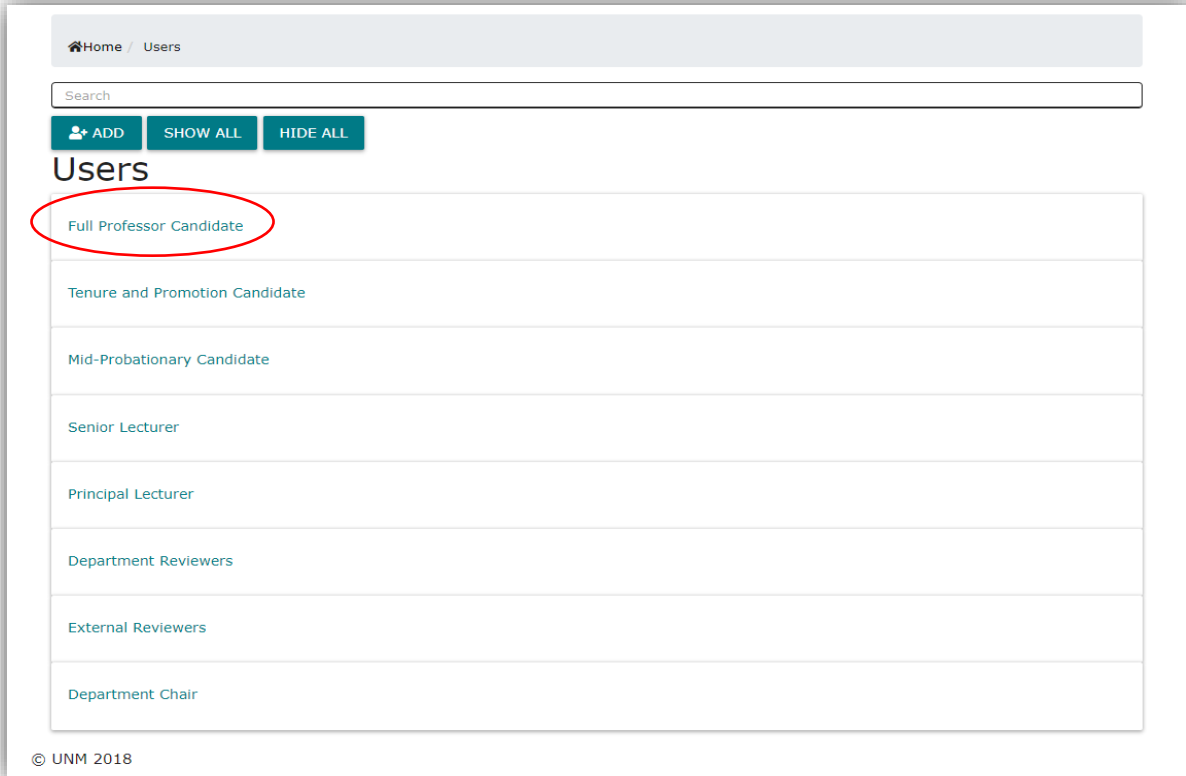 Home / Users
Search
ADD SHOW ALL HIDE ALL
Users
Full Professor Candidate
Tenure and Promotion Candidate
Mid-Probationary Candidate
Senior Lecturer
Principal Lecturer
Department Reviewers
External Reviewers
Department Chair
© UNM 2018